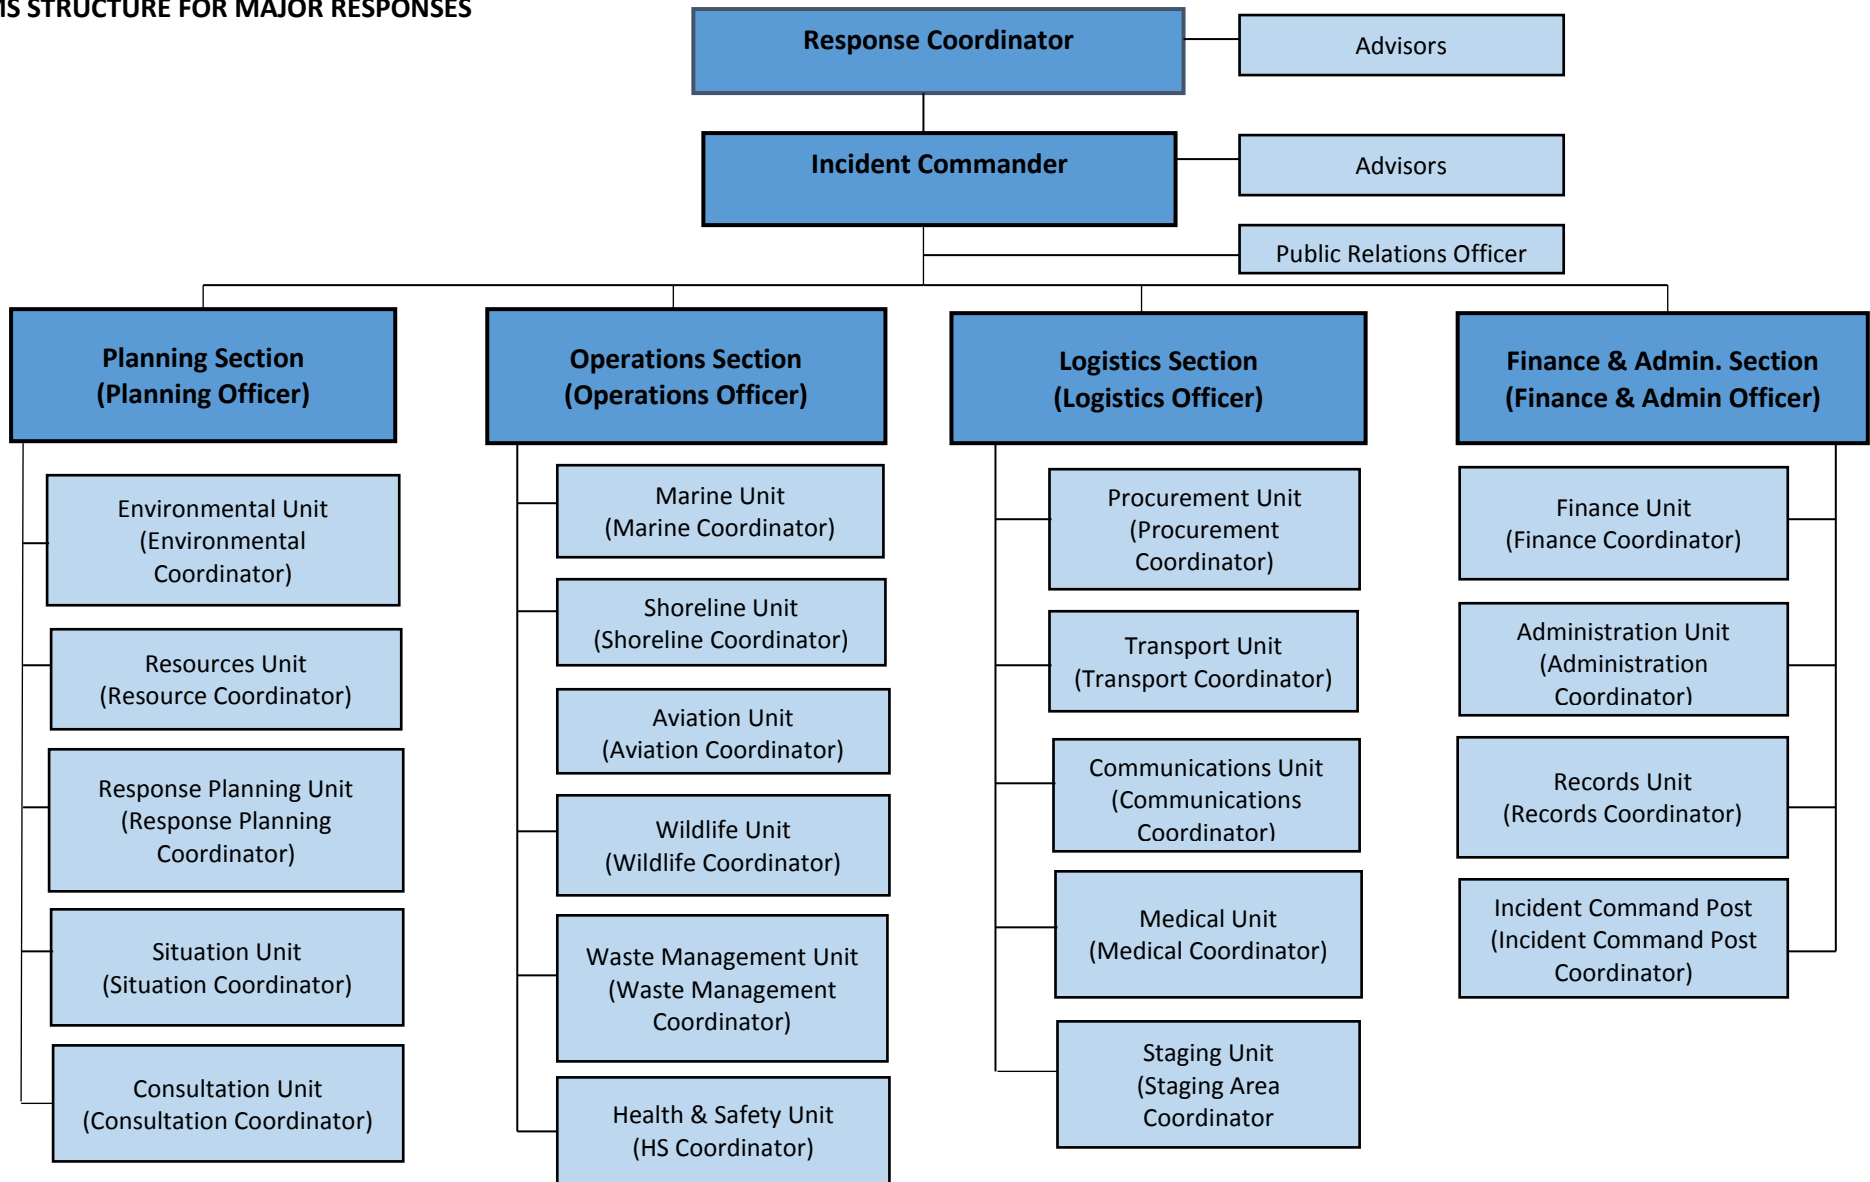 MS STRUCTURE FOR MAJOR RESPONSES
Response Coordinator
Advisors
Incident Commander
Advisors
Public Relations Officer
Planning Section
(Planning Officer)
Operations Section
(Operations Officer)
Logistics Section
(Logistics Officer)
Finance & Admin. Section
(Finance & Admin Officer)
Environmental Unit
(Environmental
Coordinator)
Resources Unit
(Resource Coordinator)
Response Planning Unit
(Response Planning
Coordinator)
Situation Unit
(Situation Coordinator)
Consultation Unit
(Consultation Coordinator)
Marine Unit
(Marine Coordinator)
Shoreline Unit
(Shoreline Coordinator)
Aviation Unit
(Aviation Coordinator)
Wildlife Unit
(Wildlife Coordinator)
Waste Management Unit
(Waste Management
Coordinator)
Health & Safety Unit
(HS Coordinator)
Procurement Unit
(Procurement
Coordinator)
Transport Unit
(Transport Coordinator)
Communications Unit
(Communications
Coordinator)
Medical Unit
(Medical Coordinator)
Staging Unit
(Staging Area
Coordinator
Finance Unit
(Finance Coordinator)
Administration Unit
(Administration
Coordinator)
Records Unit
(Records Coordinator)
Incident Command Post
(Incident Command Post
Coordinator)